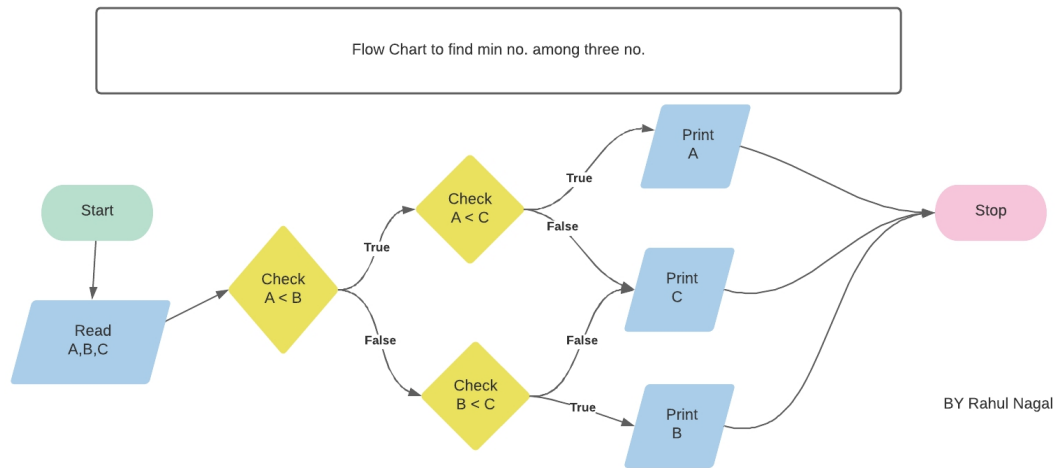 Flow Chart to find min no. among three no.
Start
Read
A,B,C
Check
A < B
True
False
Check
A < C
True
False
Check
B < C
False
True
Print
A
Print
C
Print
B
Stop
BY Rahul Nagal